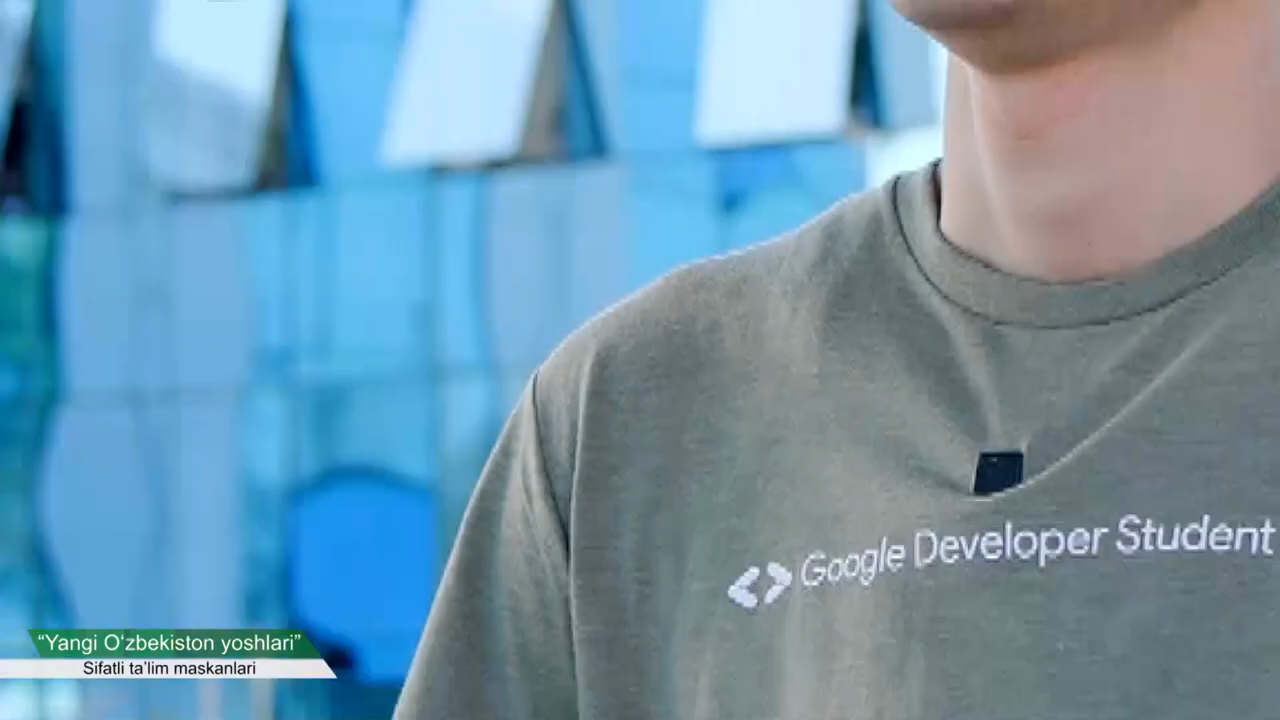 Google Developer Student
“Yangi O‘zbekiston yoshlari”
Sifatli ta’lim maskanlari